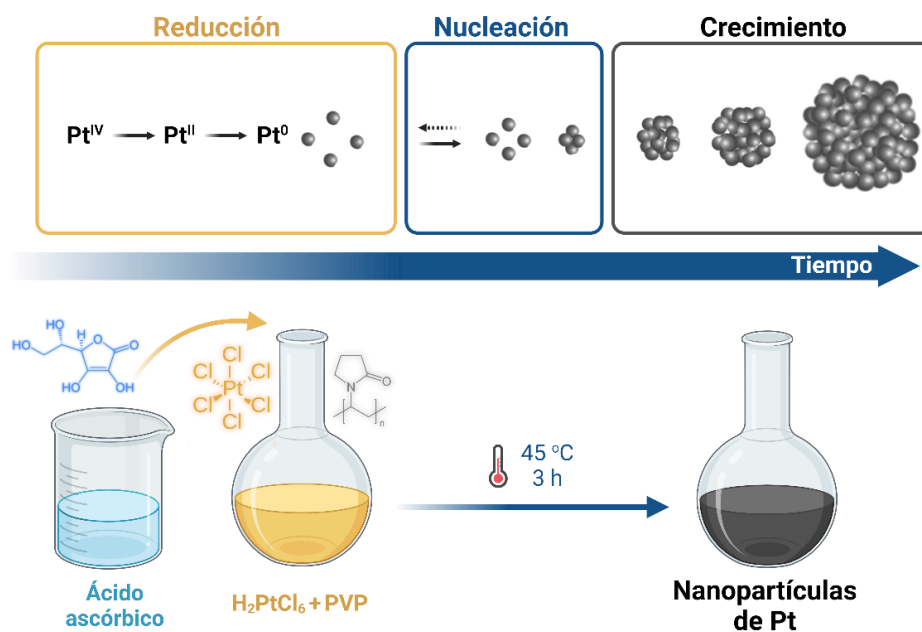 Reducción
Nucleación
Crecimiento
Pt^IV
Pt^II
Pt^0
Tiempo
HO
H
O
O
HO
HO
OH
Cl
Cl
Cl
Pt
Cl
Cl
Cl
N
O
n
45 °C
3 h
Ácido
ascórbico
H₂PtCl₆ + PVP
Nanopartículas
de Pt